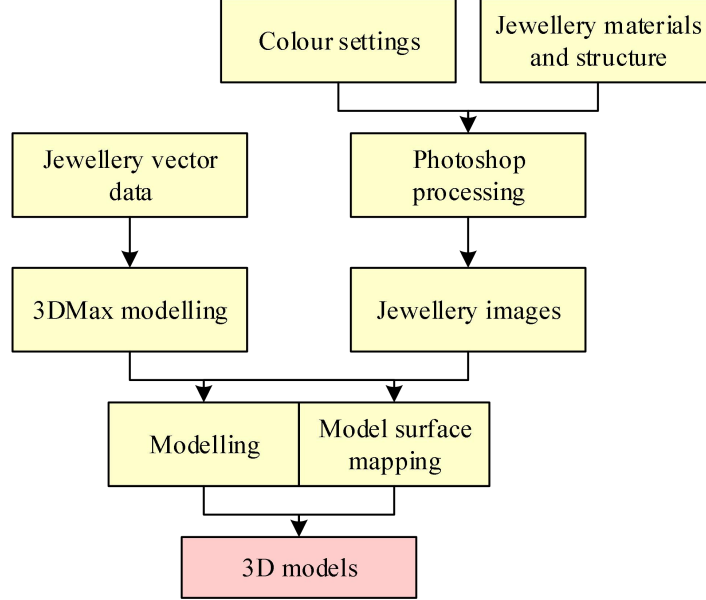 Colour settings
Jewellery materials
and structure
Jewellery vector
data
Photoshop
processing
3DMax modelling
Jewellery images
Modelling
Model surface
mapping
3D models